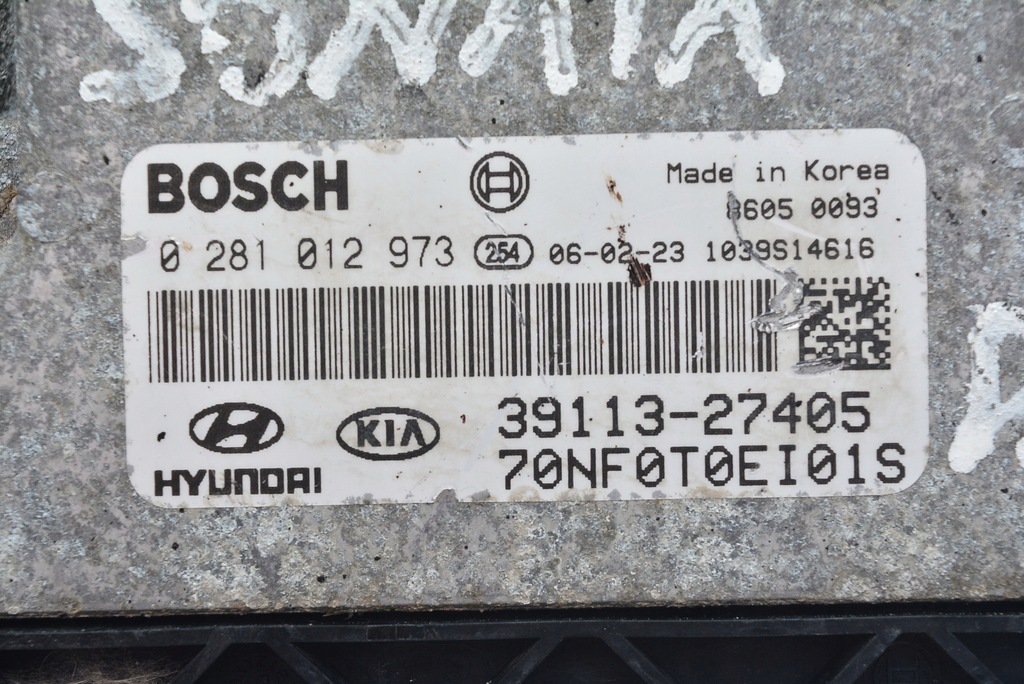 SONATA
BOSCH
Made in Korea
8605 0093
0 281 012 973 254 06-02-23 1039S14616
HYUNDAI KIA 39113-27405
70NF0T0EI01S